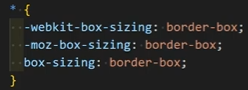 * {
-webkit-box-sizing: border-box;
-moz-box-sizing: border-box;
box-sizing: border-box;
}